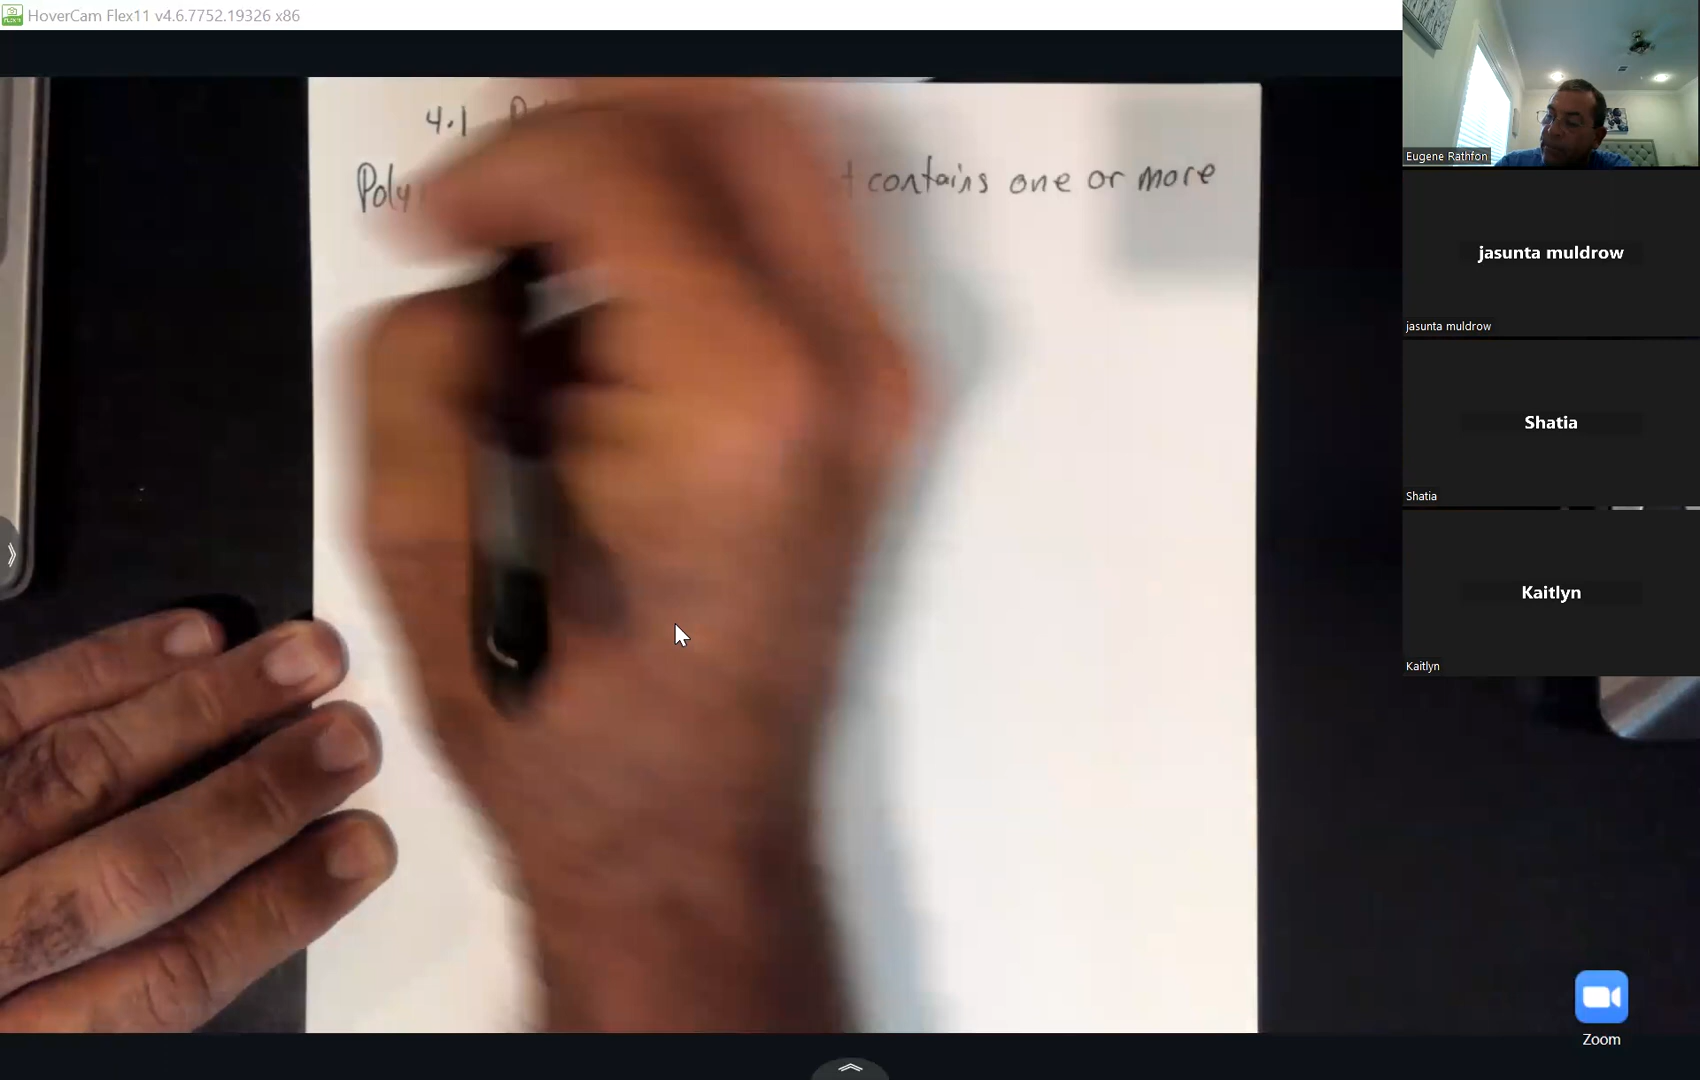 HoverCam Flex11 v4.6.7752.19326 x86
4.1
Poly
contains one or more
Eugene Rathfon
jasunta muldrow
jasunta muldrow
Shatia
Shatia
Kaitlyn
Kaitlyn
Zoom